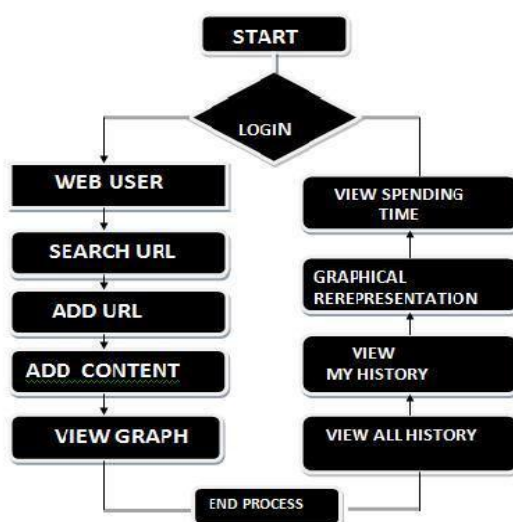 START
LOGIN
WEB USER
SEARCH URL
ADD URL
ADD CONTENT
VIEW GRAPH
VIEW SPENDING
TIME
GRAPHICAL
REREPRESENTATION
VIEW
MY HISTORY
VIEW ALL HISTORY
END PROCESS